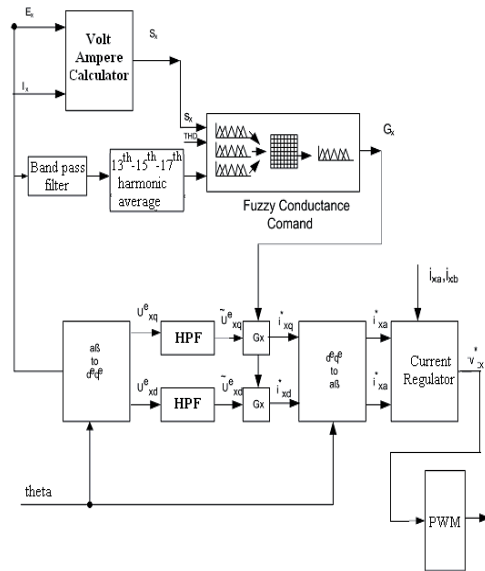 Eₓ
Volt
Ampere
Calculator
Sₓ
Iₓ
Sₓ
THD
Gₓ
Band pass
filter
13th-15th-17th
harmonic
average
Fuzzy Conductance
Comand
iₓₐ,iₓb
Uᵉₓq
HPF
Ũᵉₓq
Gx
i*ₓq
i*ₓₐ
aß
to
dᵉqᵉ
dᵉqᵉ
to
aß
Current
Regulator
Uᵉₓd
HPF
Ũᵉₓd
Gx
i*ₓd
i*ₓₐ
theta
PWM